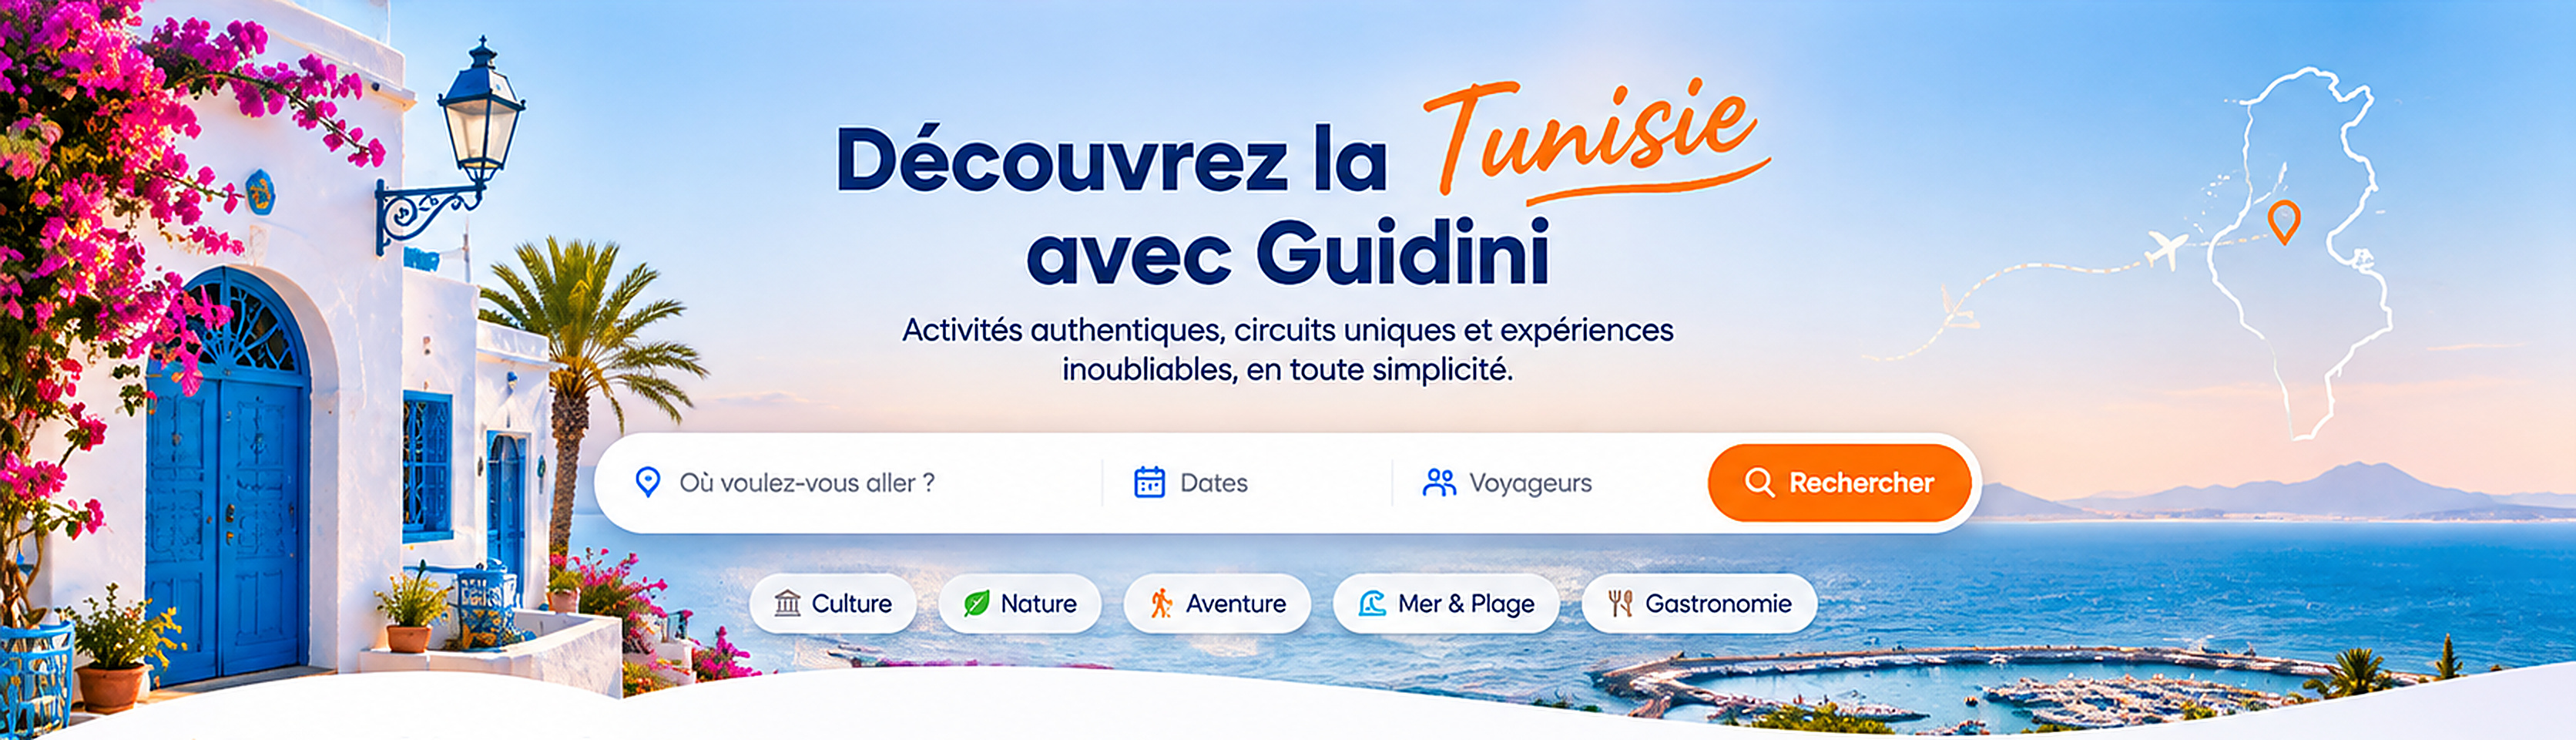 Découvrez la Tunisie
avec Guidini
Activités authentiques, circuits uniques et expériences
inoubliables, en toute simplicité.
Où voulez-vous aller ?
Dates
Voyageurs
Rechercher
Culture
Nature
Aventure
Mer & Plage
Gastronomie